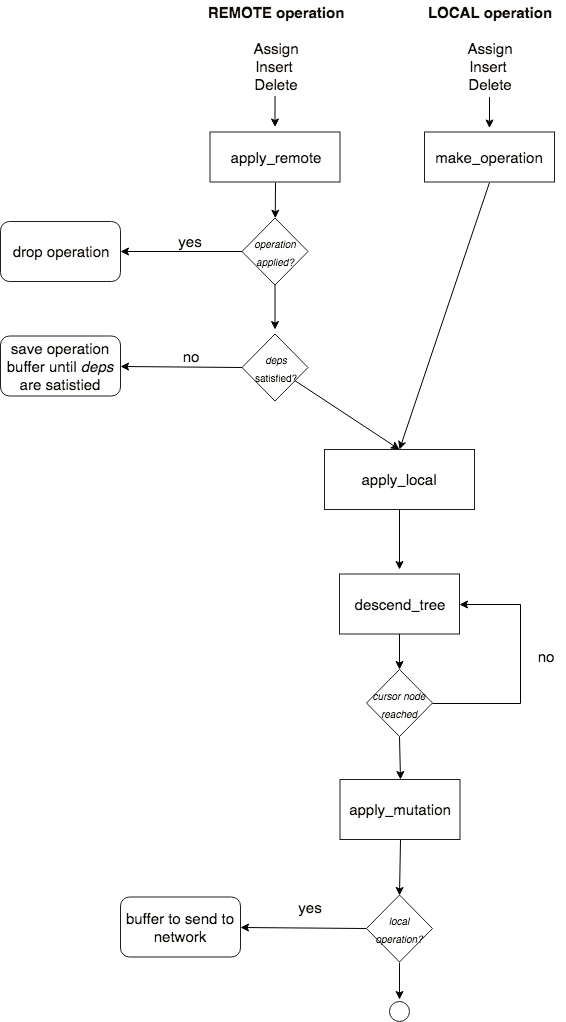 REMOTE operation
LOCAL operation
Assign
Insert
Delete
Assign
Insert
Delete
apply_remote
make_operation
operation
applied?
yes
drop operation
deps
satisfied?
no
save operation
buffer until deps
are satistied
apply_local
descend_tree
no
cursor node
reached
apply_mutation
local
operation?
yes
buffer to send to
network